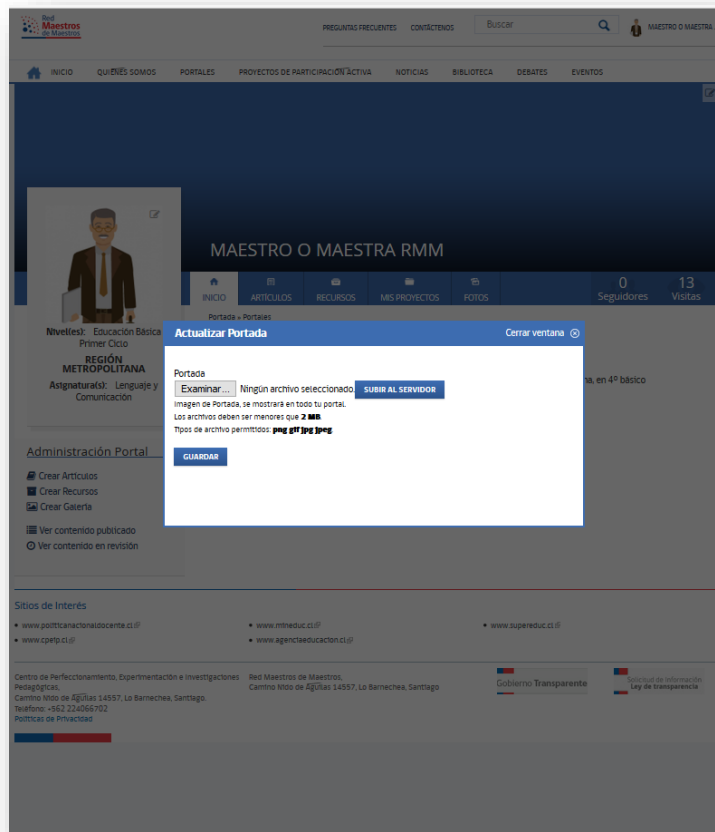 Red
Maestros
de Maestros
PREGUNTAS FRECUENTES
CONTÁCTENOS
Buscar
MAESTRO O MAESTRA
INICIO
QUIENES SOMOS
PORTALES
PROYECTOS DE PARTICIPACIÓN ACTIVA
NOTICIAS
BIBLIOTECA
DEBATES
EVENTOS
MAESTRO O MAESTRA RMM
INICIO
ARTÍCULOS
RECURSOS
MIS PROYECTOS
FOTOS
0
Seguidores
13
Visitas
Portada » Portales
Nivel(es): Educación Básica
Primer Ciclo
REGIÓN
METROPOLITANA
Asignatura(s): Lenguaje y
Comunicación
na, en 4º básico
Actualizar Portada
Cerrar ventana
Portada
Examinar... Ningún archivo seleccionado.
SUBIR AL SERVIDOR
Imagen de Portada, se mostrará en todo tu portal.
Los archivos deben ser menores que 2 MB.
Tipos de archivo permitidos: png gif jpg jpeg.
GUARDAR
Administración Portal
Crear Artículos
Crear Recursos
Crear Galería
Ver contenido publicado
Ver contenido en revisión
Sitios de Interés
• www.politicanacionaldocente.cl
• www.mineduc.cl
• www.supereduc.cl
• www.cpeip.cl
• www.agenciaeducacion.cl
Centro de Perfeccionamiento, Experimentación e Investigaciones
Pedagógicas,
Camino Nido de Águilas 14557, Lo Barnechea, Santiago.
Teléfono: +562 224066702
Políticas de Privacidad
Red Maestros de Maestros,
Camino Nido de Águilas 14557, Lo Barnechea, Santiago
Gobierno Transparente
Solicitud de Información
Ley de transparencia